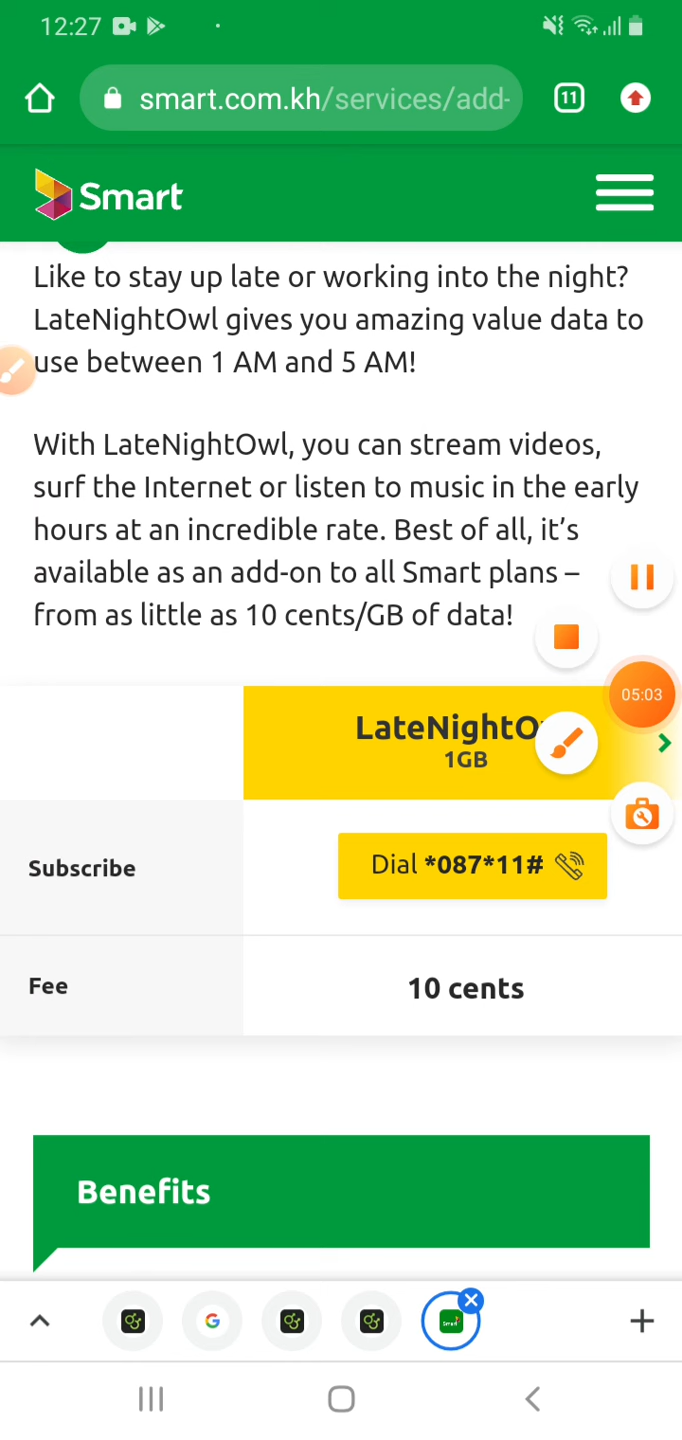 12:27
smart.com.kh/services/add-
11
Smart
Like to stay up late or working into the night?
LateNightOwl gives you amazing value data to
use between 1 AM and 5 AM!
With LateNightOwl, you can stream videos,
surf the Internet or listen to music in the early
hours at an incredible rate. Best of all, it’s
available as an add-on to all Smart plans –
from as little as 10 cents/GB of data!
05:03
LateNightO
1GB
Subscribe
Dial *087*11#
Fee
10 cents
Benefits